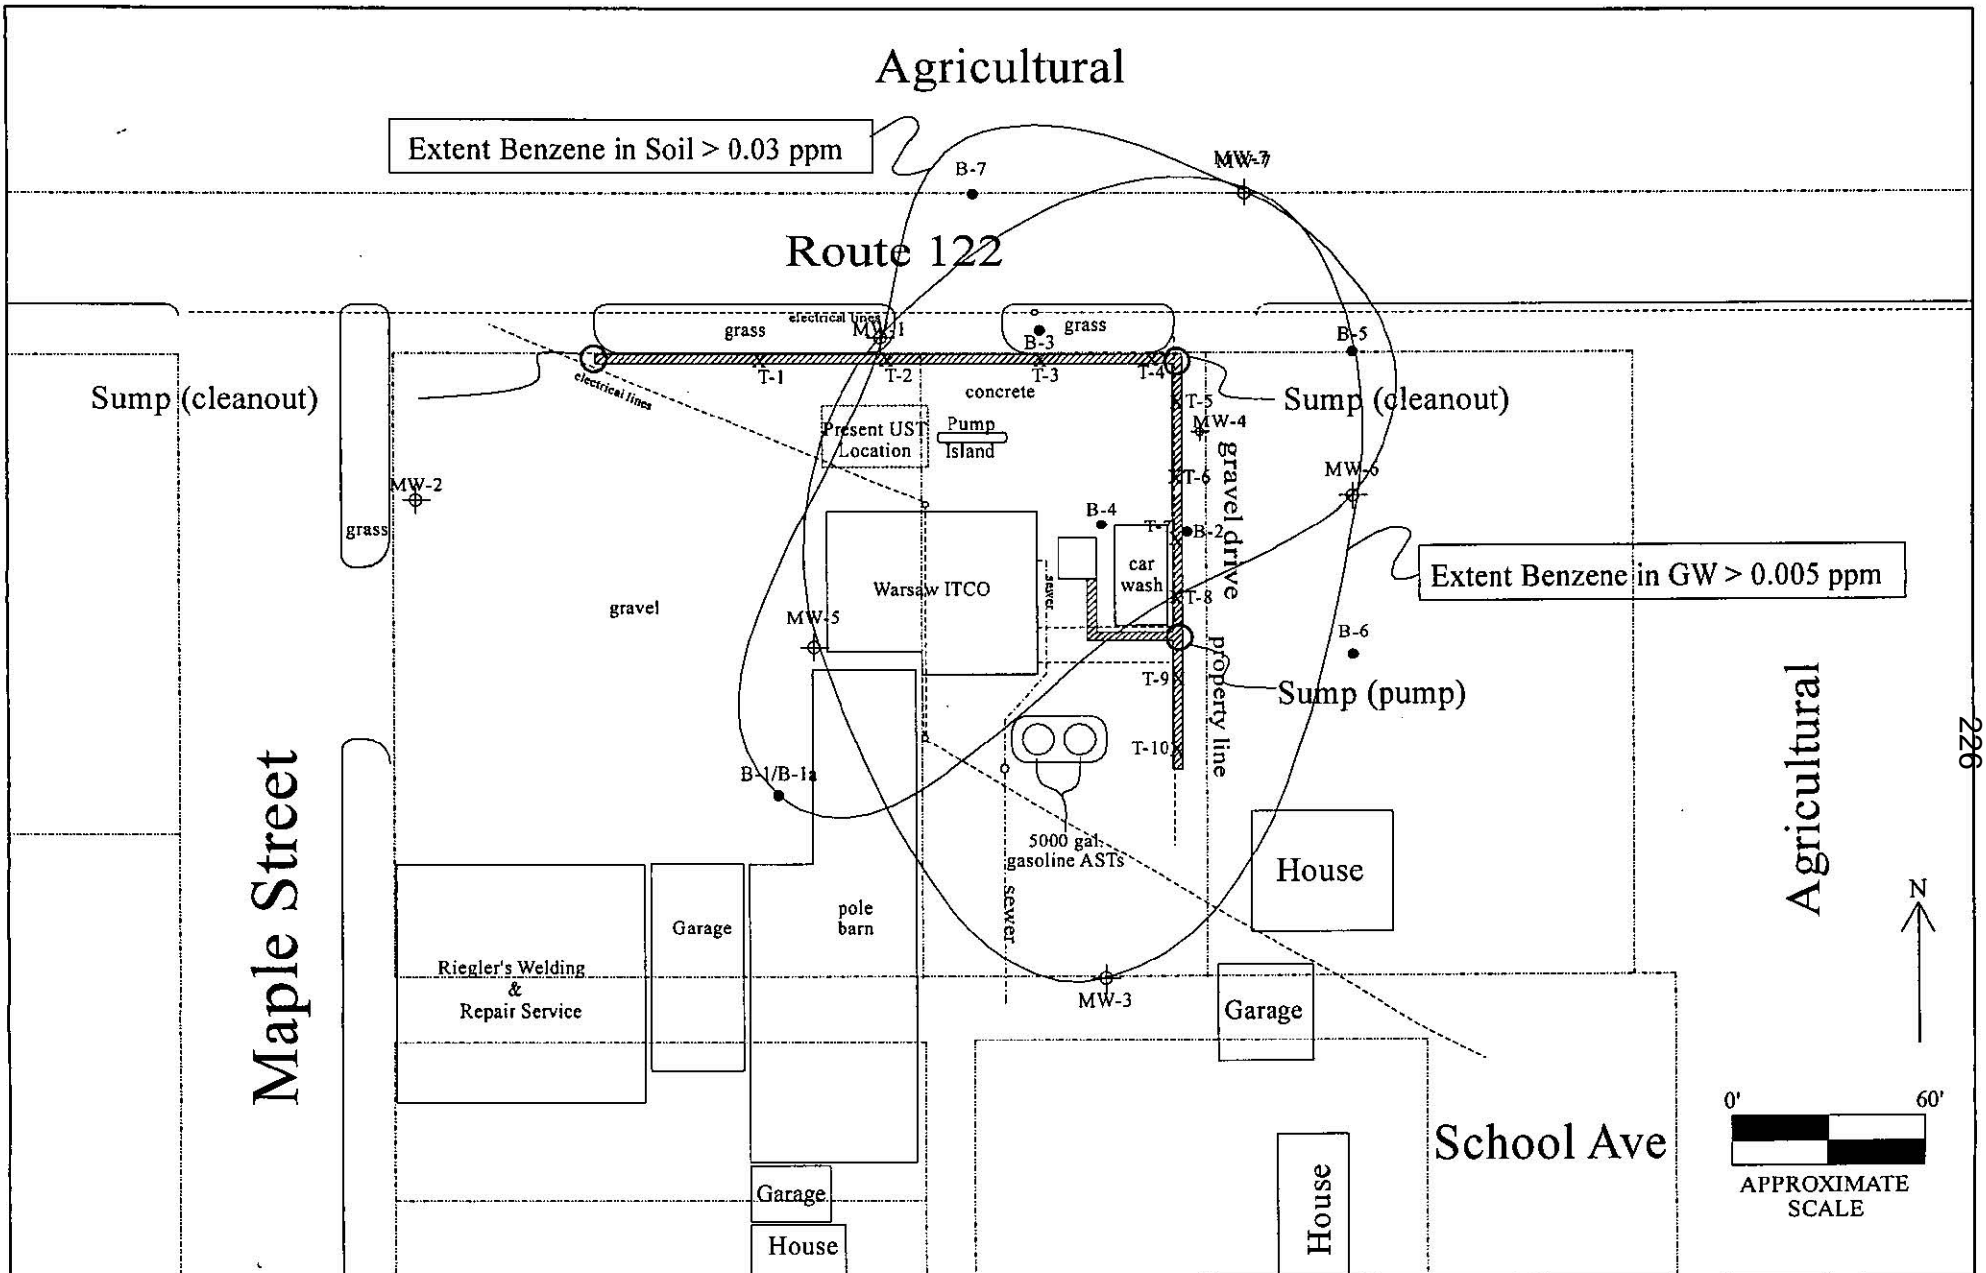 Agricultural
Extent Benzene in Soil > 0.03 ppm
B-7
MW-7
Route 122
electrical lines
grass
MW-1
grass
B-3
B-5
T-1
T-2
T-3
T-4
electrical lines
Sump (cleanout)
concrete
T-5
Sump (cleanout)
Present UST
Location
Pump
Island
MW-4
gravel drive
MW-2
T-6
MW-6
grass
B-4
T-7
B-2
car
wash
Extent Benzene in GW > 0.005 ppm
Warsaw ITCO
sewer
gravel
T-8
MW-5
B-6
property line
T-9
Sump (pump)
Agricultural
226
T-10
B-1/B-1a
Maple Street
5000 gal.
gasoline ASTs
House
N
sewer
pole
barn
Garage
Riegler's Welding
&
Repair Service
MW-3
Garage
0'
60'
School Ave
APPROXIMATE
SCALE
Garage
House
House